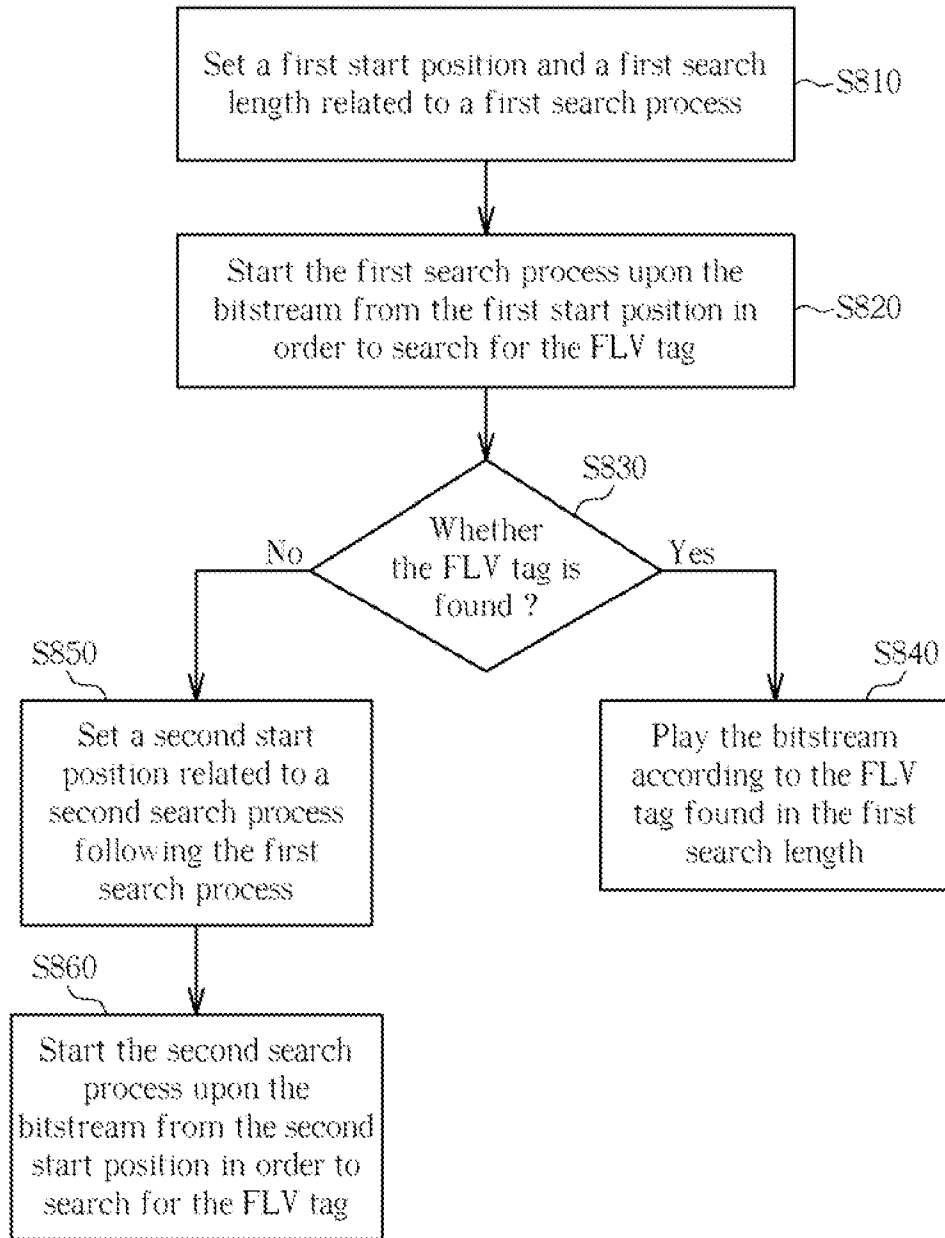 Set a first start position and a first search
length related to a first search process
S810
Start the first search process upon the
bitstream from the first start position in
order to search for the FLV tag
S820
S830
Whether
the FLV tag is
found ?
No
Yes
S850
Set a second start
position related to a
second search process
following the first
search process
S840
Play the bitstream
according to the FLV
tag found in the first
search length
S860
Start the second search
process upon the
bitstream from the second
start position in order to
search for the FLV tag